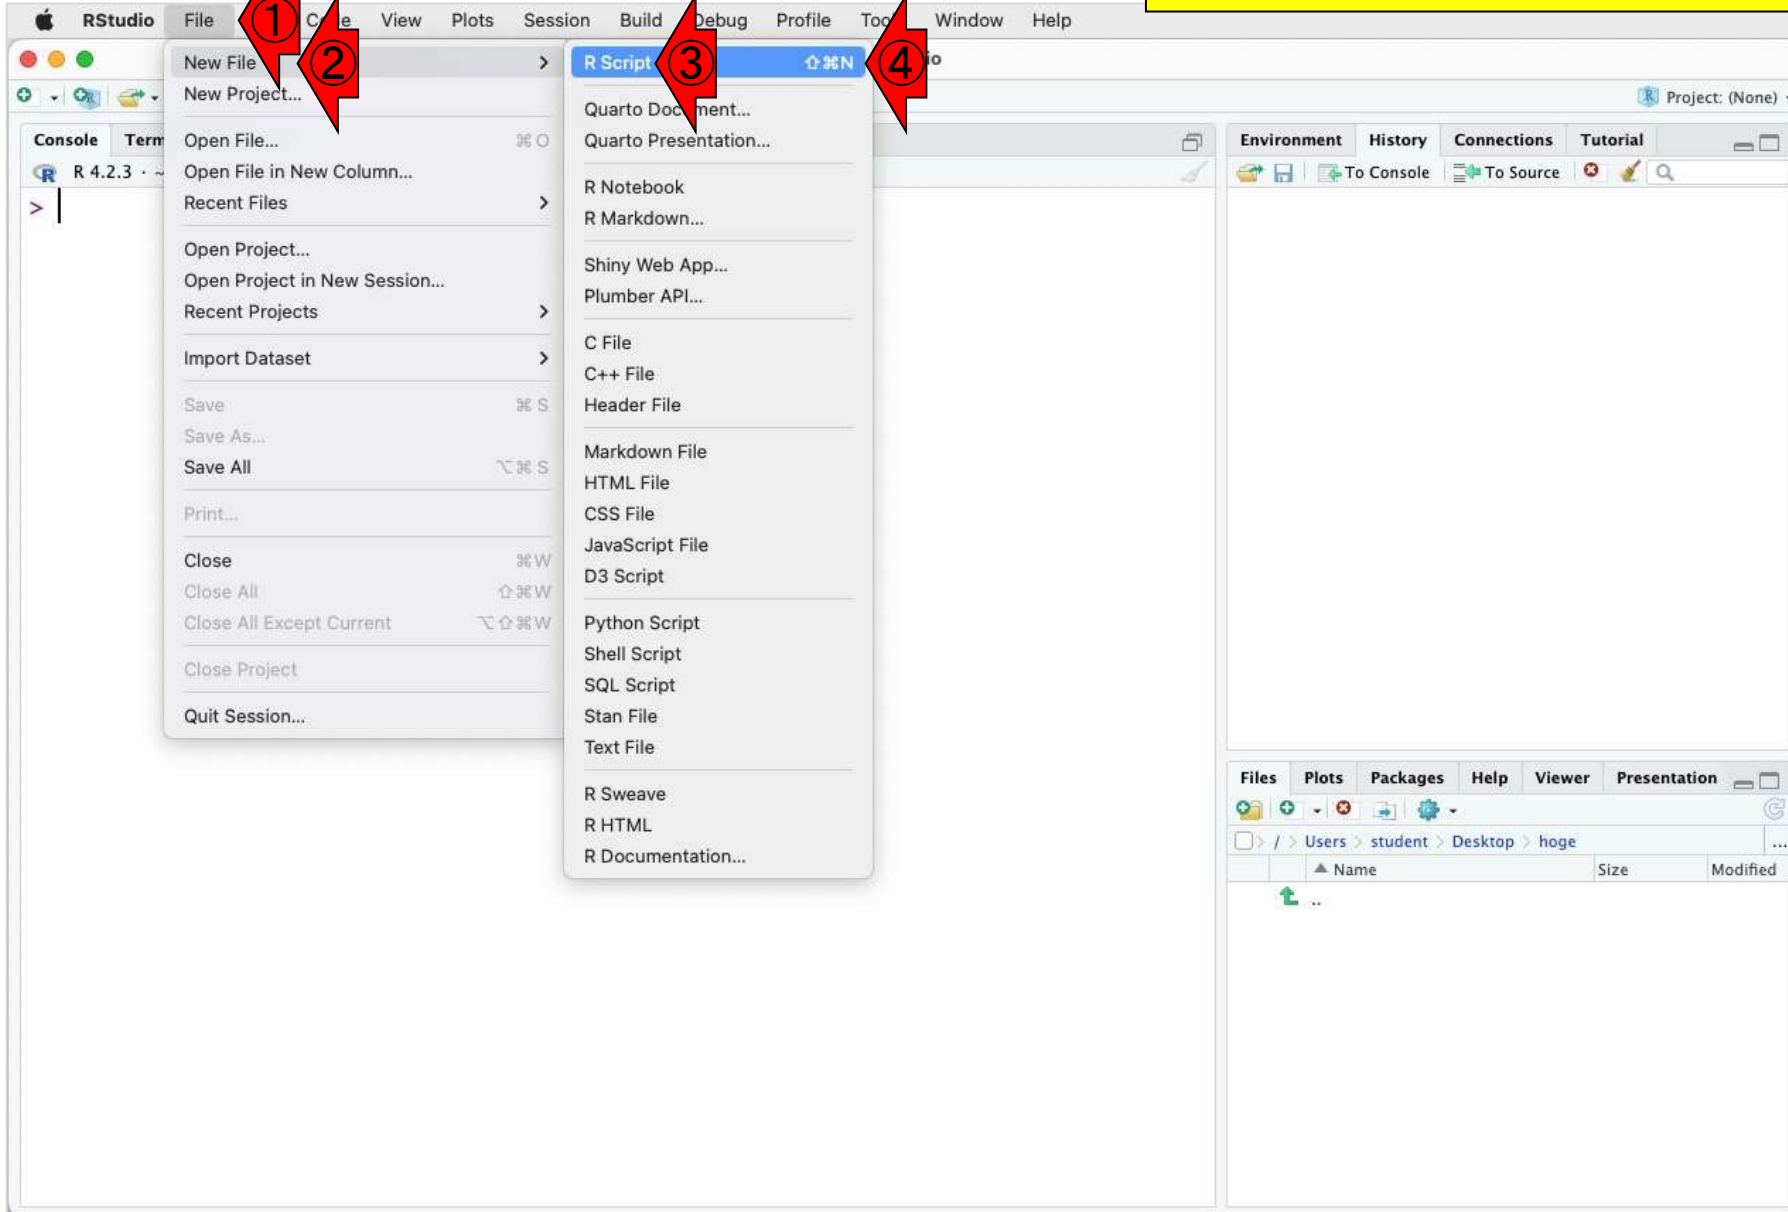 RStudio File ① Code View Plots Session Build Debug Profile Tools Window Help
New File ② >
New Project...
Open File... ⌘ O
Open File in New Column...
Recent Files >
Open Project...
Open Project in New Session...
Recent Projects >
Import Dataset >
Save ⌘ S
Save As...
Save All ⌥⌘ S
Print...
Close ⌘W
Close All ⇧⌘W
Close All Except Current ⌥⇧⌘W
Close Project
Quit Session...
R Script ③ ⇧⌘N ④
Quarto Document...
Quarto Presentation...
R Notebook
R Markdown...
Shiny Web App...
Plumber API...
C File
C++ File
Header File
Markdown File
HTML File
CSS File
JavaScript File
D3 Script
Python Script
Shell Script
SQL Script
Stan File
Text File
R Sweave
R HTML
R Documentation...
io
Project: (None)
Console Term
R 4.2.3 · ~
>
Environment History Connections Tutorial
To Console To Source
Files Plots Packages Help Viewer Presentation
/ > Users > student > Desktop > hoge ...
Name Size Modified
..